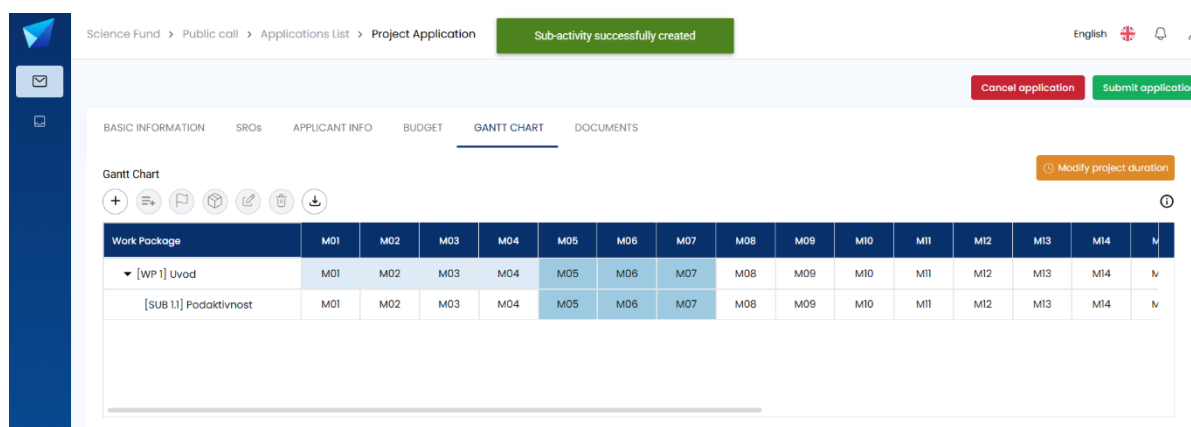 Science Fund > Public call > Applications List > Project Application
Sub-activity successfully created
English
Cancel application
Submit applicatio
BASIC INFORMATION SROs APPLICANT INFO BUDGET GANTT CHART DOCUMENTS
Modify project duration
Gantt Chart
Work Package M01 M02 M03 M04 M05 M06 M07 M08 M09 M10 M11 M12 M13 M14 M
[WP 1] Uvod M01 M02 M03 M04 M05 M06 M07 M08 M09 M10 M11 M12 M13 M14 M
[SUB 1.1] Podaktivnost M01 M02 M03 M04 M05 M06 M07 M08 M09 M10 M11 M12 M13 M14 M